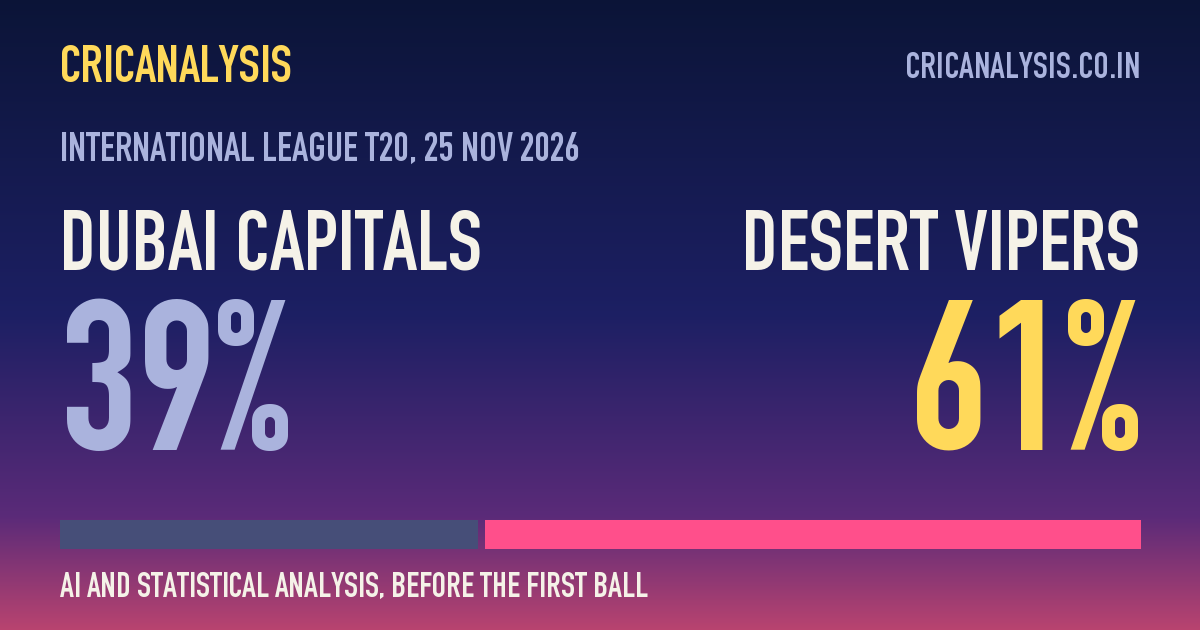 CRICANALYSIS
CRICANALYSIS.CO.IN
INTERNATIONAL LEAGUE T20, 25 NOV 2026
DUBAI CAPITALS
DESERT VIPERS
39%
61%
AI AND STATISTICAL ANALYSIS, BEFORE THE FIRST BALL